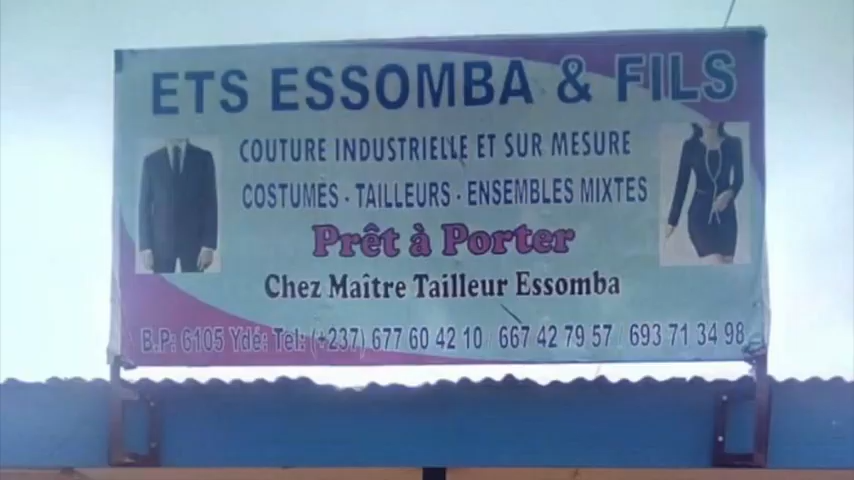 ETS ESSOMBA & FILS
COUTURE INDUSTRIELLE ET SUR MESURE
COSTUMES - TAILLEURS - ENSEMBLES MIXTES
Prêt à Porter
Chez Maître Tailleur Essomba
B.P: 6105 Ydé: Tel: (+237) 677 60 42 10 / 667 42 79 57 / 693 71 34 98